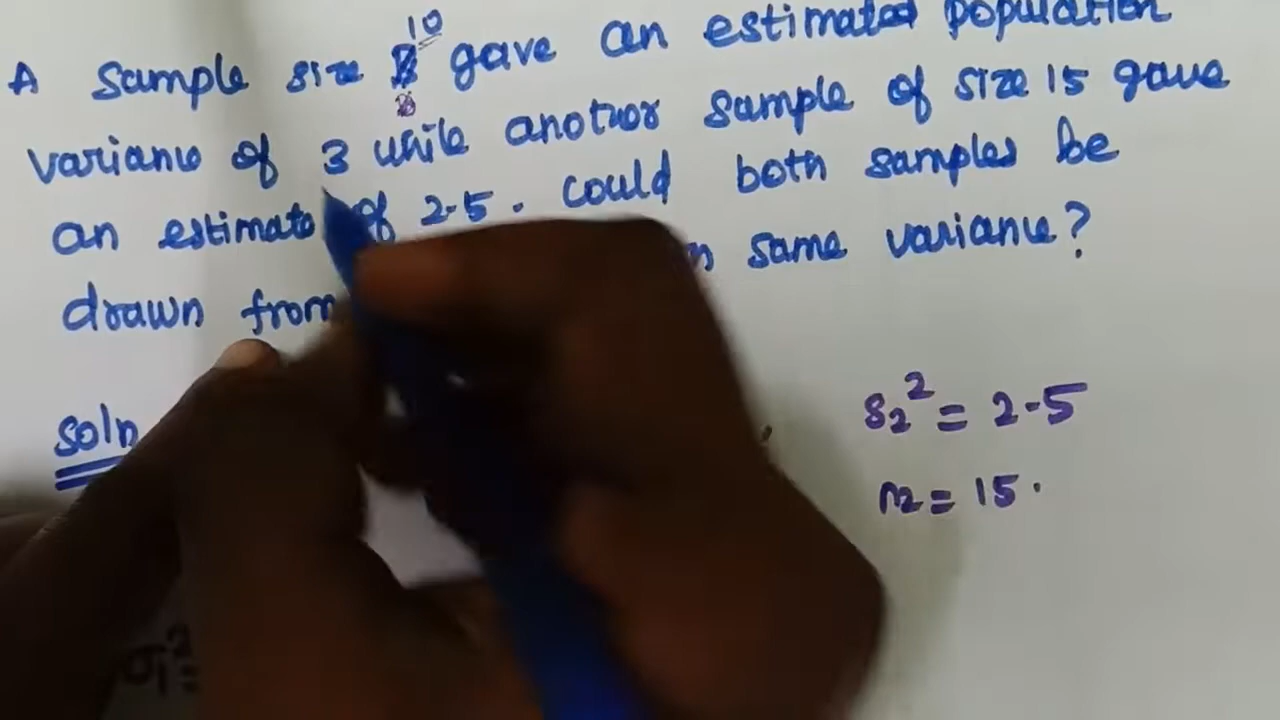 10
A sample size gave an estimated population
variance of 3 while another sample of size 15 gave
an estimate of 2.5. could both samples be
drawn from same variance?
soln
S₂² = 2.5
n₂ = 15.
σ₁² =